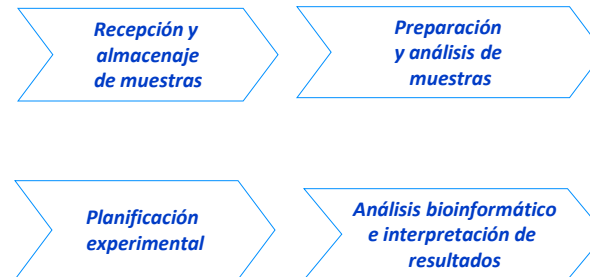 Recepción y
almacenaje
de muestras
Preparación
y análisis de
muestras
Planificación
experimental
Análisis bioinformático
e interpretación de
resultados